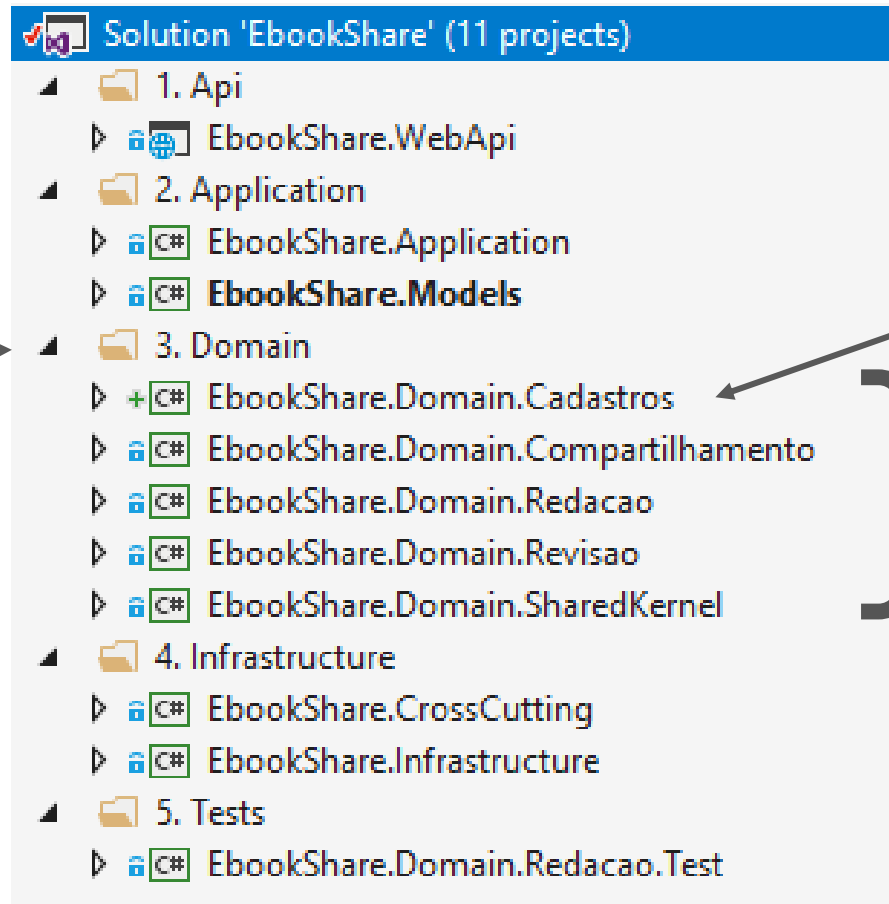 Solution 'EbookShare' (11 projects)
1. Api
EbookShare.WebApi
2. Application
C# EbookShare.Application
C# EbookShare.Models
3. Domain
C# EbookShare.Domain.Cadastros
C# EbookShare.Domain.Compartilhamento
C# EbookShare.Domain.Redacao
C# EbookShare.Domain.Revisao
C# EbookShare.Domain.SharedKernel
4. Infrastructure
C# EbookShare.CrossCutting
C# EbookShare.Infrastructure
5. Tests
C# EbookShare.Domain.Redacao.Test